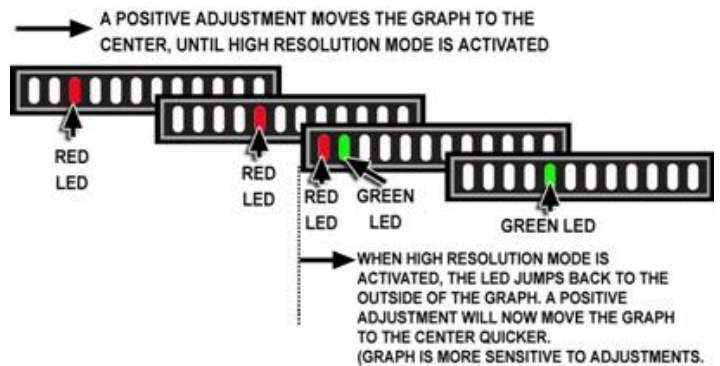 A POSITIVE ADJUSTMENT MOVES THE GRAPH TO THE
CENTER, UNTIL HIGH RESOLUTION MODE IS ACTIVATED
RED
LED
RED
LED
RED
LED
GREEN
LED
GREEN LED
WHEN HIGH RESOLUTION MODE IS
ACTIVATED, THE LED JUMPS BACK TO THE
OUTSIDE OF THE GRAPH. A POSITIVE
ADJUSTMENT WILL NOW MOVE THE GRAPH
TO THE CENTER QUICKER.
(GRAPH IS MORE SENSITIVE TO ADJUSTMENTS.